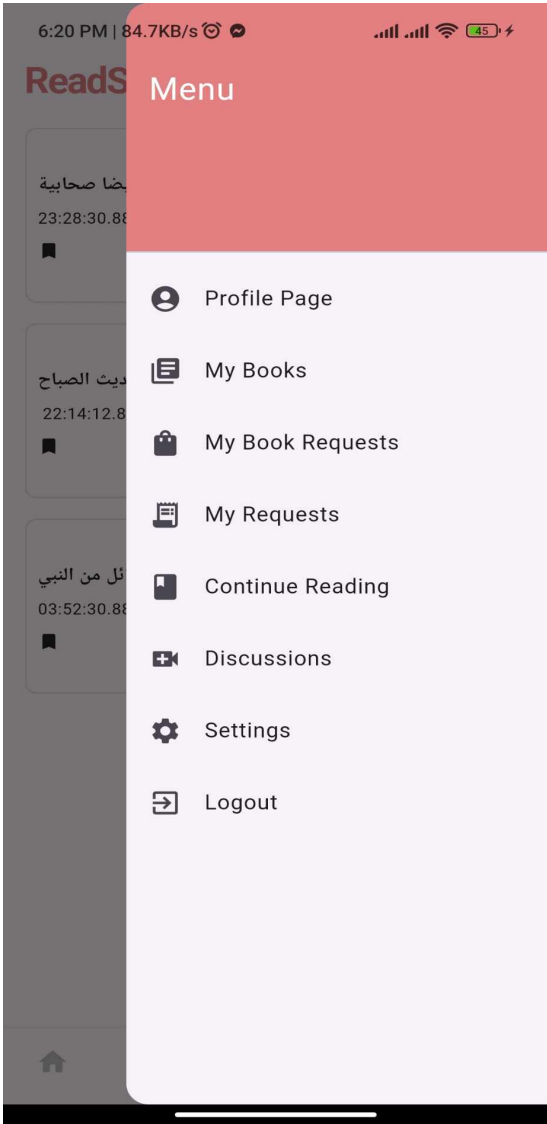 6:20 PM | 84.7KB/s
45
ReadS
Menu
يضا صحابية
23:28:30.88
ديث الصباح
22:14:12.8
ئل من النبي
03:52:30.88
Profile Page
My Books
My Book Requests
My Requests
Continue Reading
Discussions
Settings
Logout